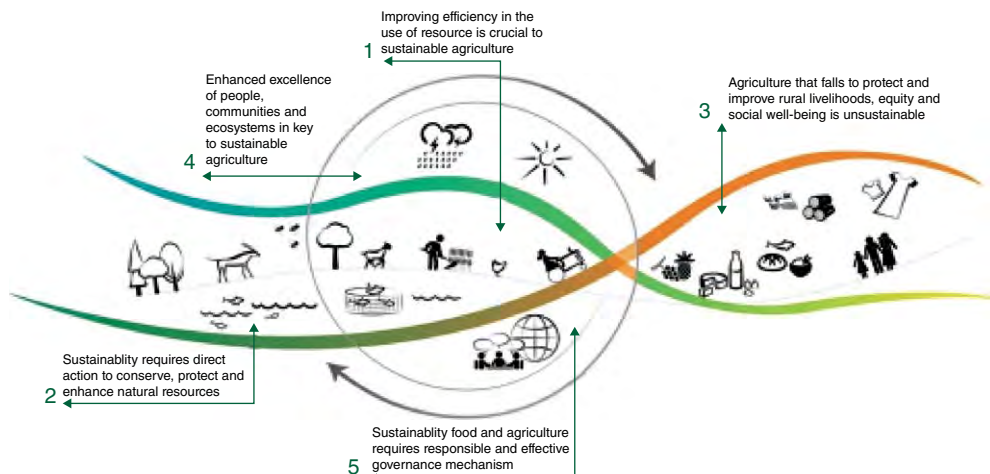 Improving efficiency in the
use of resource is crucial to
sustainable agriculture
1
Enhanced excellence
of people,
communities and
ecosystems in key
to sustainable
agriculture
4
Agriculture that falls to protect and
improve rural livelihoods, equity and
social well-being is unsustainable
3
Sustainablity requires direct
action to conserve, protect and
enhance natural resources
2
Sustainablity food and agriculture
requires responsible and effective
governance mechanism
5